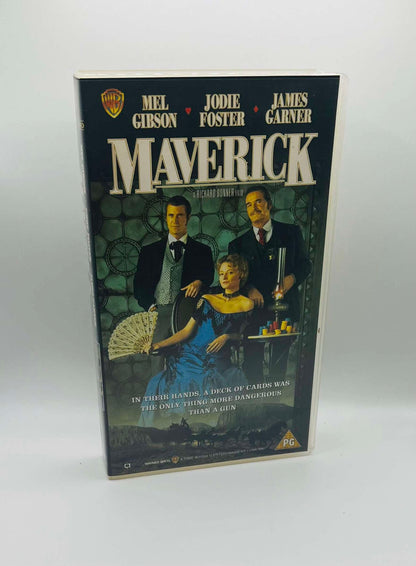 WB
MEL GIBSON JODIE FOSTER JAMES GARNER
MAVERICK
A RICHARD DONNER FILM
IN THEIR HANDS, A DECK OF CARDS WAS
THE ONLY THING MORE DANGEROUS
THAN A GUN
PG